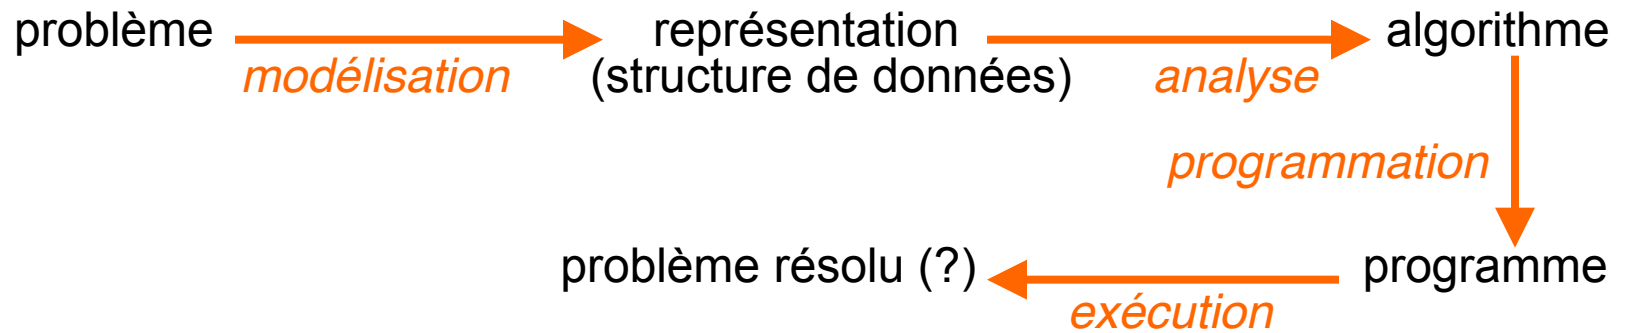 problème représentation algorithme
modélisation (structure de données) analyse
programmation
problème résolu (?) programme
exécution